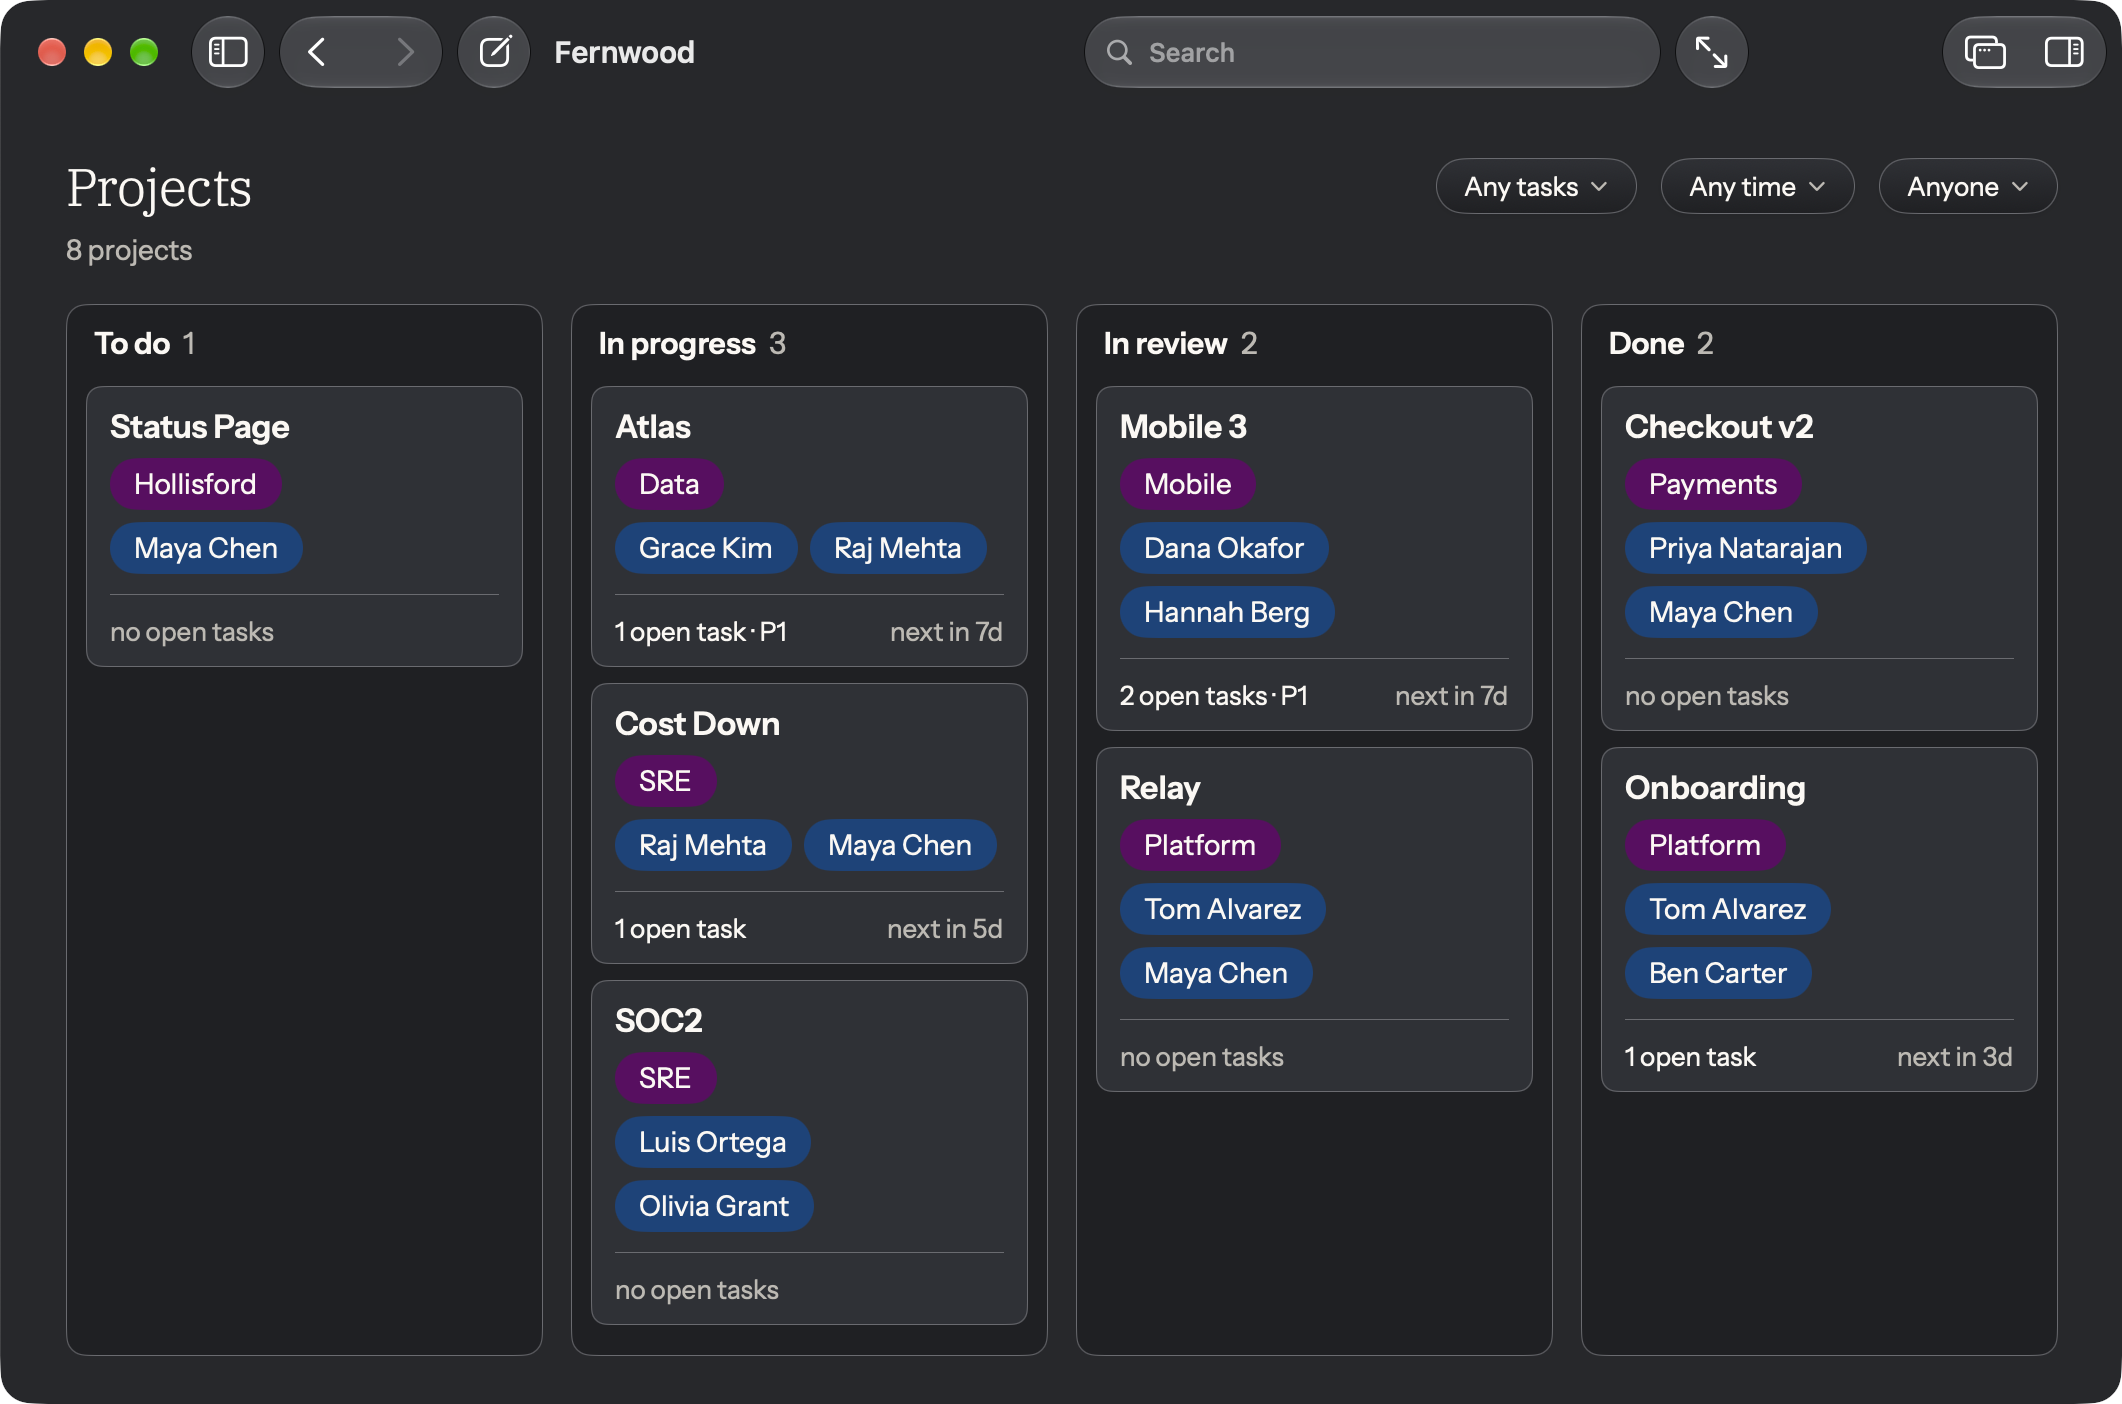 Fernwood
Search
Projects
8 projects
Any tasks
Any time
Anyone
To do 1
Status Page
Hollisford
Maya Chen
no open tasks
In progress 3
Atlas
Data
Grace Kim Raj Mehta
1 open task · P1 next in 7d
Cost Down
SRE
Raj Mehta Maya Chen
1 open task next in 5d
SOC2
SRE
Luis Ortega
Olivia Grant
no open tasks
In review 2
Mobile 3
Mobile
Dana Okafor
Hannah Berg
2 open tasks · P1 next in 7d
Relay
Platform
Tom Alvarez
Maya Chen
no open tasks
Done 2
Checkout v2
Payments
Priya Natarajan
Maya Chen
no open tasks
Onboarding
Platform
Tom Alvarez
Ben Carter
1 open task next in 3d